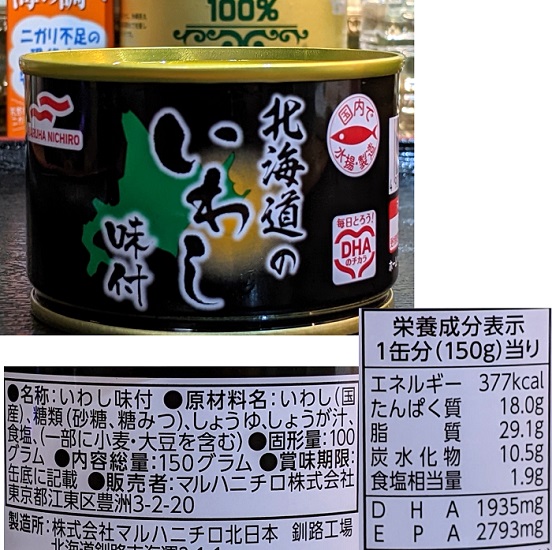 100%
ニガリ不足の
MARUHA NICHIRO
北海道の
いわし
味付
国内で
水揚・製造
毎日とろう!
DHA
のチカラ
●名称:いわし味付 ●原材料名:いわし(国
産)、糖類(砂糖、糖みつ)、しょうゆ、しょうが汁、
食塩、(一部に小麦・大豆を含む) ●固形量:100
グラム ●内容総量:150グラム ●賞味期限:
缶底に記載 ●販売者:マルハニチロ株式会社
東京都江東区豊洲3-2-20
製造所:株式会社マルハニチロ北日本 釧路工場
栄養成分表示
1缶分(150g)当り
エネルギー 377kcal
たんぱく質 18.0g
脂質 29.1g
炭水化物 10.5g
食塩相当量 1.9g
DHA 1935mg
EPA 2793mg